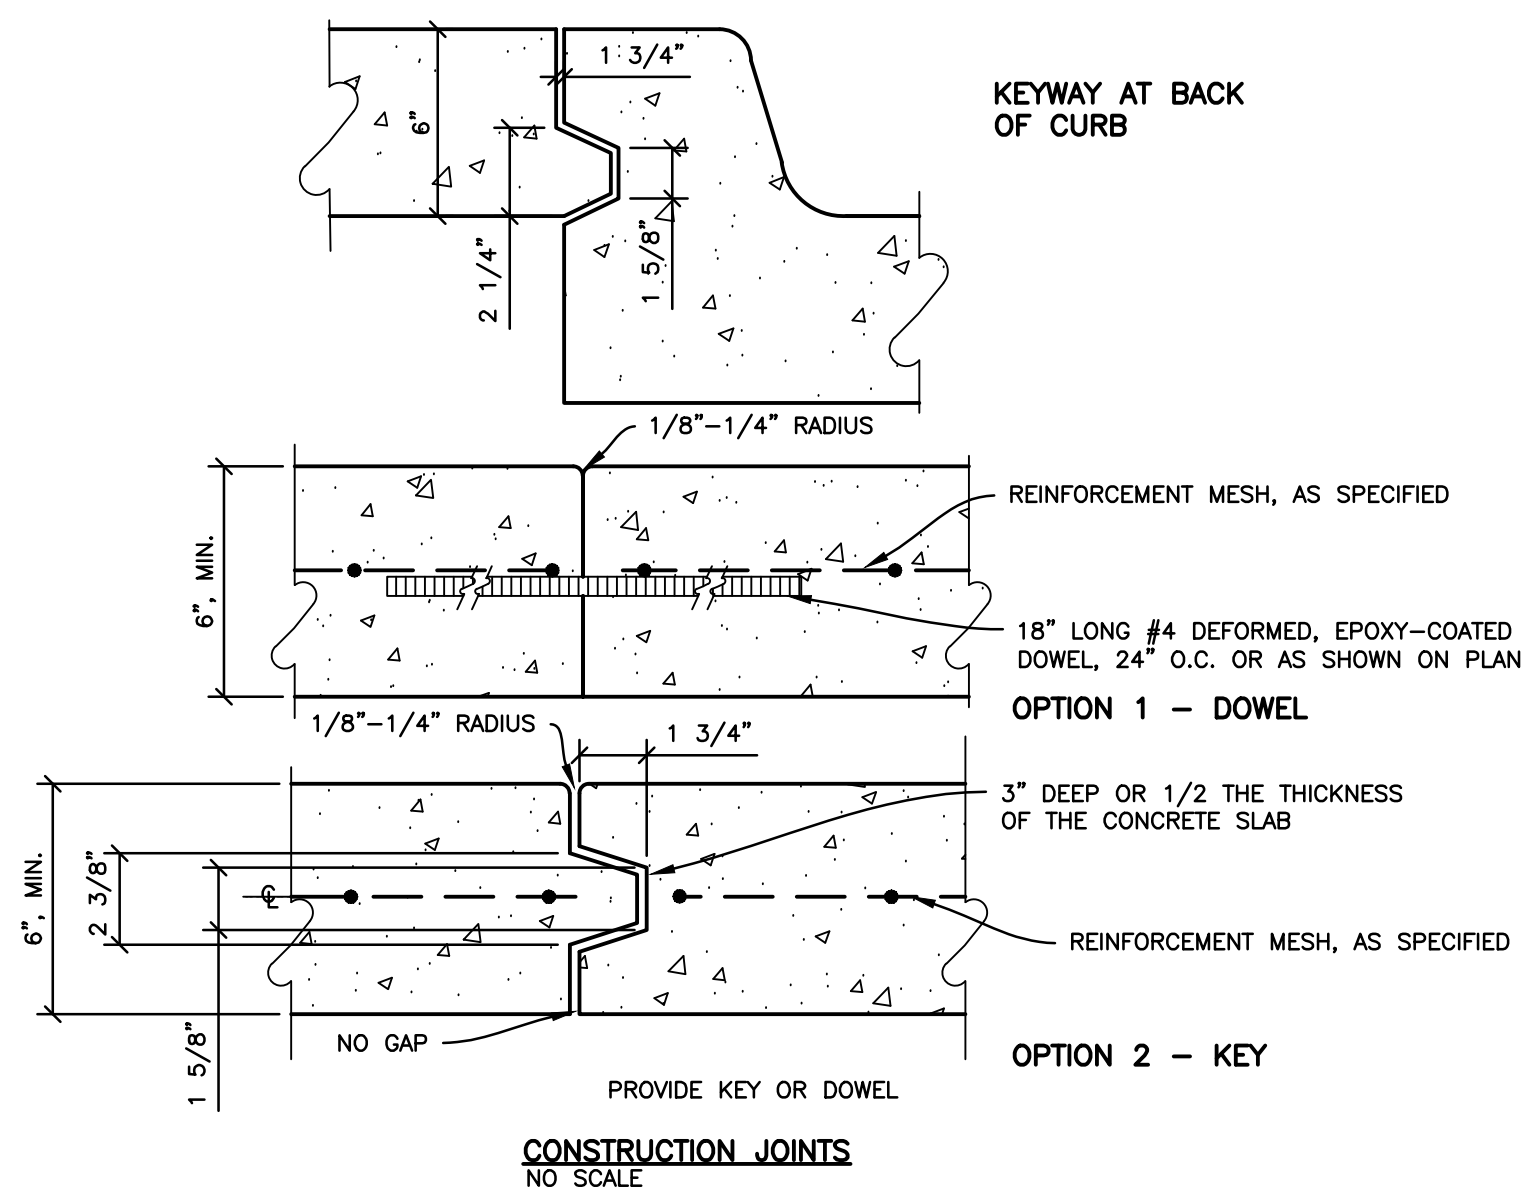 1 3/4”
KEYWAY AT BACK
OF CURB
6”
2 1/4”
1 5/8”
1/8”-1/4” RADIUS
REINFORCEMENT MESH, AS SPECIFIED
6”, MIN.
18” LONG #4 DEFORMED, EPOXY-COATED
DOWEL, 24” O.C. OR AS SHOWN ON PLAN
OPTION 1 - DOWEL
1/8”-1/4” RADIUS
1 3/4”
3” DEEP OR 1/2 THE THICKNESS
OF THE CONCRETE SLAB
6”, MIN.
2 3/8”
CL
REINFORCEMENT MESH, AS SPECIFIED
1 5/8”
NO GAP
OPTION 2 - KEY
PROVIDE KEY OR DOWEL
CONSTRUCTION JOINTS
NO SCALE